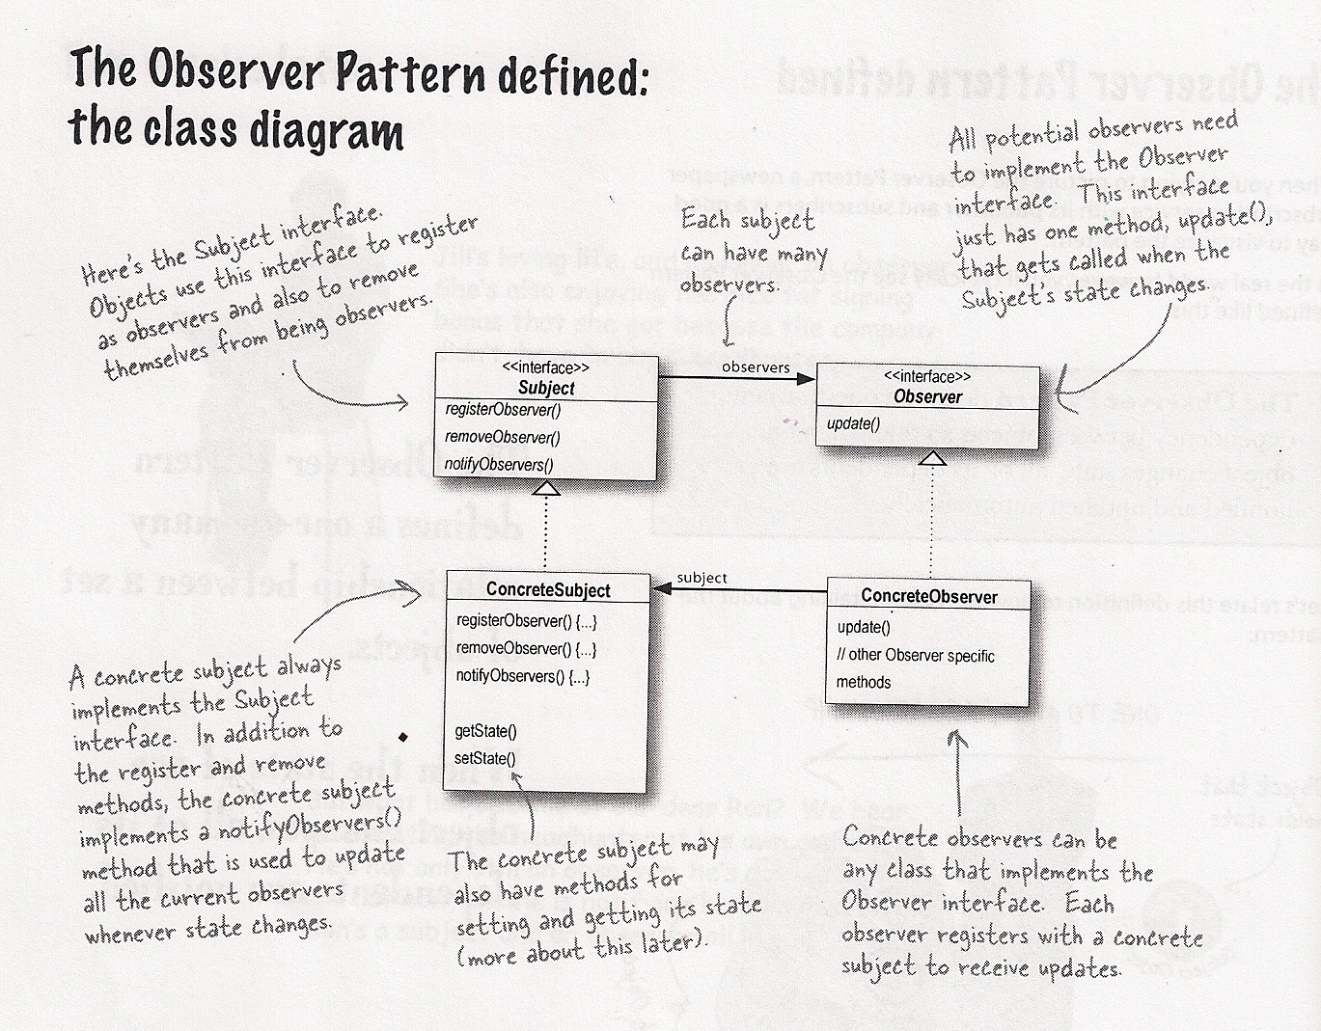 The Observer Pattern defined:
the class diagram
Here's the Subject interface.
Objects use this interface to register
as observers and also to remove
themselves from being observers.
Each subject
can have many
observers.
All potential observers need
to implement the Observer
interface. This interface
just has one method, update(),
that gets called when the
Subject's state changes.
<<interface>>
Subject
registerObserver()
removeObserver()
notifyObservers()
observers
<<interface>>
Observer
update()
ConcreteSubject
registerObserver() {...}
removeObserver() {...}
notifyObservers() {...}
getState()
setState()
subject
ConcreteObserver
update()
// other Observer specific
methods
A concrete subject always
implements the Subject
interface. In addition to
the register and remove
methods, the concrete subject
implements a notifyObservers()
method that is used to update
all the current observers
whenever state changes.
The concrete subject may
also have methods for
setting and getting its state
(more about this later).
Concrete observers can be
any class that implements the
Observer interface. Each
observer registers with a concrete
subject to receive updates.